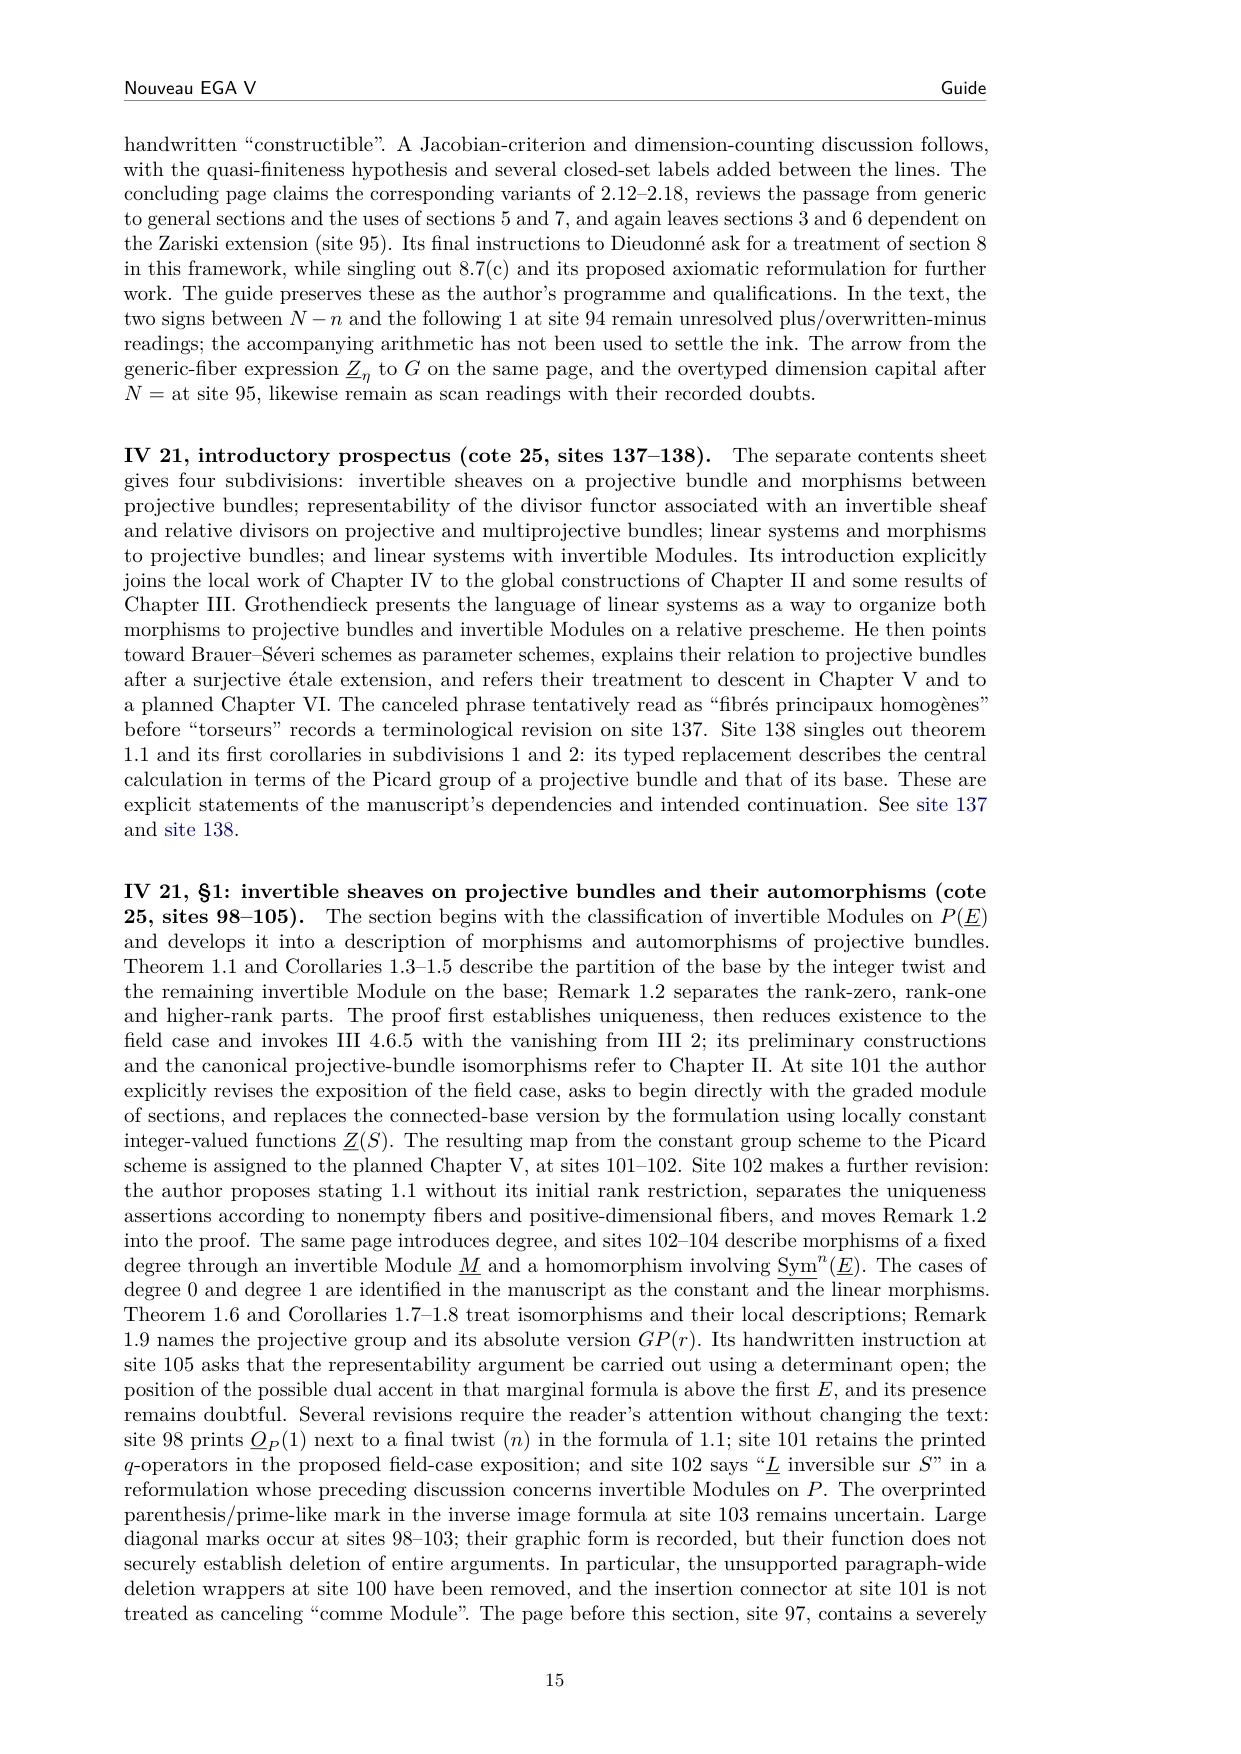 Nouveau EGA V
Guide
handwritten “constructible”. A Jacobian-criterion and dimension-counting discussion follows,
with the quasi-finiteness hypothesis and several closed-set labels added between the lines. The
concluding page claims the corresponding variants of 2.12–2.18, reviews the passage from generic
to general sections and the uses of sections 5 and 7, and again leaves sections 3 and 6 dependent on
the Zariski extension (site 95). Its final instructions to Dieudonné ask for a treatment of section 8
in this framework, while singling out 8.7(c) and its proposed axiomatic reformulation for further
work. The guide preserves these as the author’s programme and qualifications. In the text, the
two signs between N − n and the following 1 at site 94 remain unresolved plus/overwritten-minus
readings; the accompanying arithmetic has not been used to settle the ink. The arrow from the
generic-fiber expression Z_η to G on the same page, and the overtyped dimension capital after
N = at site 95, likewise remain as scan readings with their recorded doubts.
IV 21, introductory prospectus (cote 25, sites 137–138). The separate contents sheet
gives four subdivisions: invertible sheaves on a projective bundle and morphisms between
projective bundles; representability of the divisor functor associated with an invertible sheaf
and relative divisors on projective and multiprojective bundles; linear systems and morphisms
to projective bundles; and linear systems with invertible Modules. Its introduction explicitly
joins the local work of Chapter IV to the global constructions of Chapter II and some results of
Chapter III. Grothendieck presents the language of linear systems as a way to organize both
morphisms to projective bundles and invertible Modules on a relative prescheme. He then points
toward Brauer–Séveri schemes as parameter schemes, explains their relation to projective bundles
after a surjective étale extension, and refers their treatment to descent in Chapter V and to
a planned Chapter VI. The canceled phrase tentatively read as “fibrés principaux homogènes”
before “torseurs” records a terminological revision on site 137. Site 138 singles out theorem
1.1 and its first corollaries in subdivisions 1 and 2: its typed replacement describes the central
calculation in terms of the Picard group of a projective bundle and that of its base. These are
explicit statements of the manuscript’s dependencies and intended continuation. See site 137
and site 138.
IV 21, §1: invertible sheaves on projective bundles and their automorphisms (cote
25, sites 98–105). The section begins with the classification of invertible Modules on P(E)
and develops it into a description of morphisms and automorphisms of projective bundles.
Theorem 1.1 and Corollaries 1.3–1.5 describe the partition of the base by the integer twist and
the remaining invertible Module on the base; Remark 1.2 separates the rank-zero, rank-one
and higher-rank parts. The proof first establishes uniqueness, then reduces existence to the
field case and invokes III 4.6.5 with the vanishing from III 2; its preliminary constructions
and the canonical projective-bundle isomorphisms refer to Chapter II. At site 101 the author
explicitly revises the exposition of the field case, asks to begin directly with the graded module
of sections, and replaces the connected-base version by the formulation using locally constant
integer-valued functions Z(S). The resulting map from the constant group scheme to the Picard
scheme is assigned to the planned Chapter V, at sites 101–102. Site 102 makes a further revision:
the author proposes stating 1.1 without its initial rank restriction, separates the uniqueness
assertions according to nonempty fibers and positive-dimensional fibers, and moves Remark 1.2
into the proof. The same page introduces degree, and sites 102–104 describe morphisms of a fixed
degree through an invertible Module M and a homomorphism involving Sym^n(E). The cases of
degree 0 and degree 1 are identified in the manuscript as the constant and the linear morphisms.
Theorem 1.6 and Corollaries 1.7–1.8 treat isomorphisms and their local descriptions; Remark
1.9 names the projective group and its absolute version GP(r). Its handwritten instruction at
site 105 asks that the representability argument be carried out using a determinant open; the
position of the possible dual accent in that marginal formula is above the first E, and its presence
remains doubtful. Several revisions require the reader’s attention without changing the text:
site 98 prints O_P(1) next to a final twist (n) in the formula of 1.1; site 101 retains the printed
q-operators in the proposed field-case exposition; and site 102 says “L inversible sur S” in a
reformulation whose preceding discussion concerns invertible Modules on P. The overprinted
parenthesis/prime-like mark in the inverse image formula at site 103 remains uncertain. Large
diagonal marks occur at sites 98–103; their graphic form is recorded, but their function does not
securely establish deletion of entire arguments. In particular, the unsupported paragraph-wide
deletion wrappers at site 100 have been removed, and the insertion connector at site 101 is not
treated as canceling “comme Module”. The page before this section, site 97, contains a severely
15